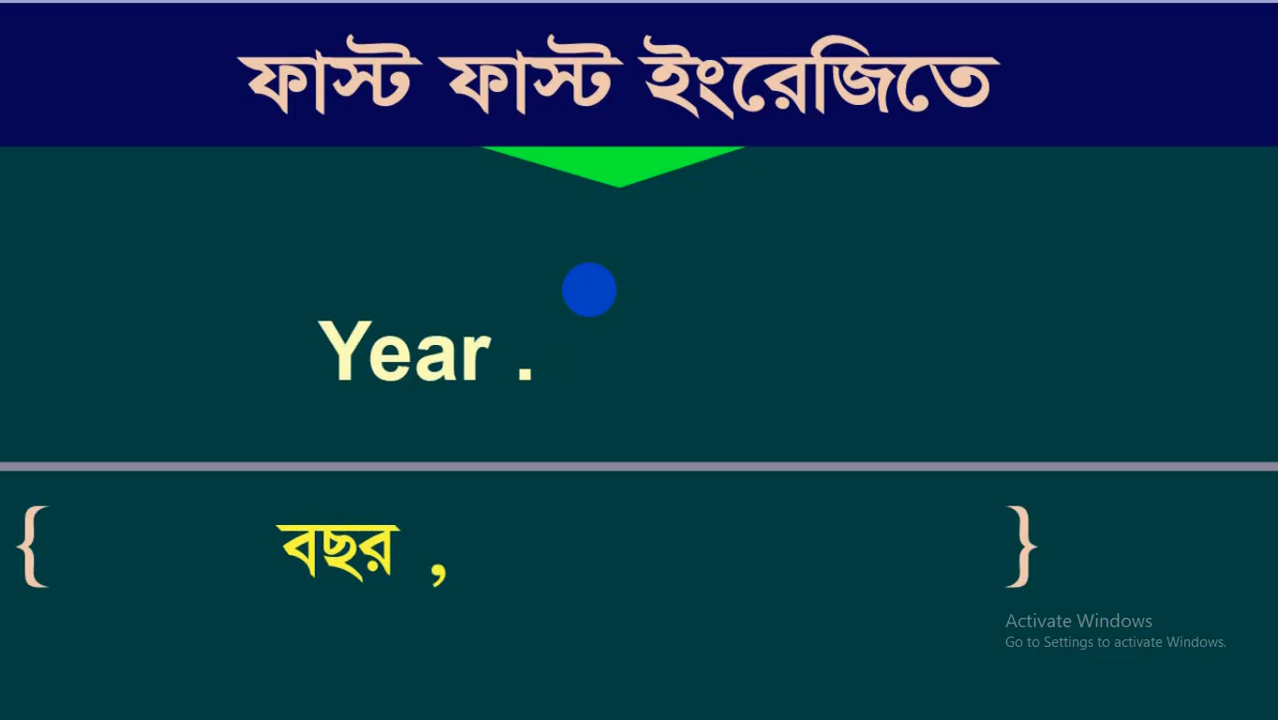 ফাস্ট ফাস্ট ইংরেজিতে
Year .
{ বছর , }
Activate Windows
Go to Settings to activate Windows.